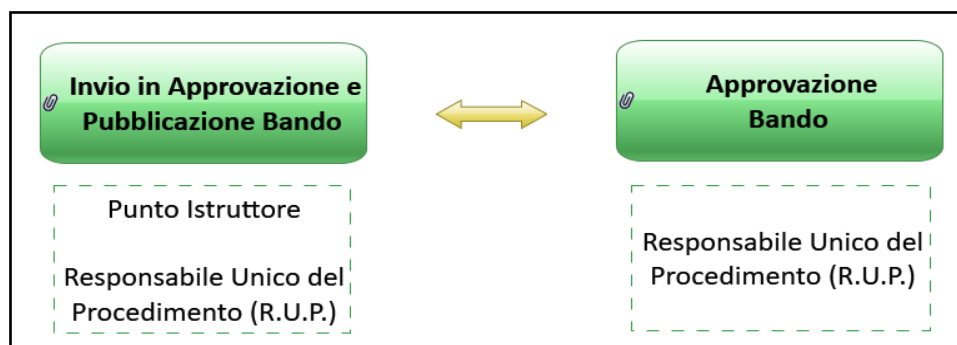 Invio in Approvazione e
Pubblicazione Bando
Approvazione
Bando
Punto Istruttore
Responsabile Unico del
Procedimento (R.U.P.)
Responsabile Unico del
Procedimento (R.U.P.)